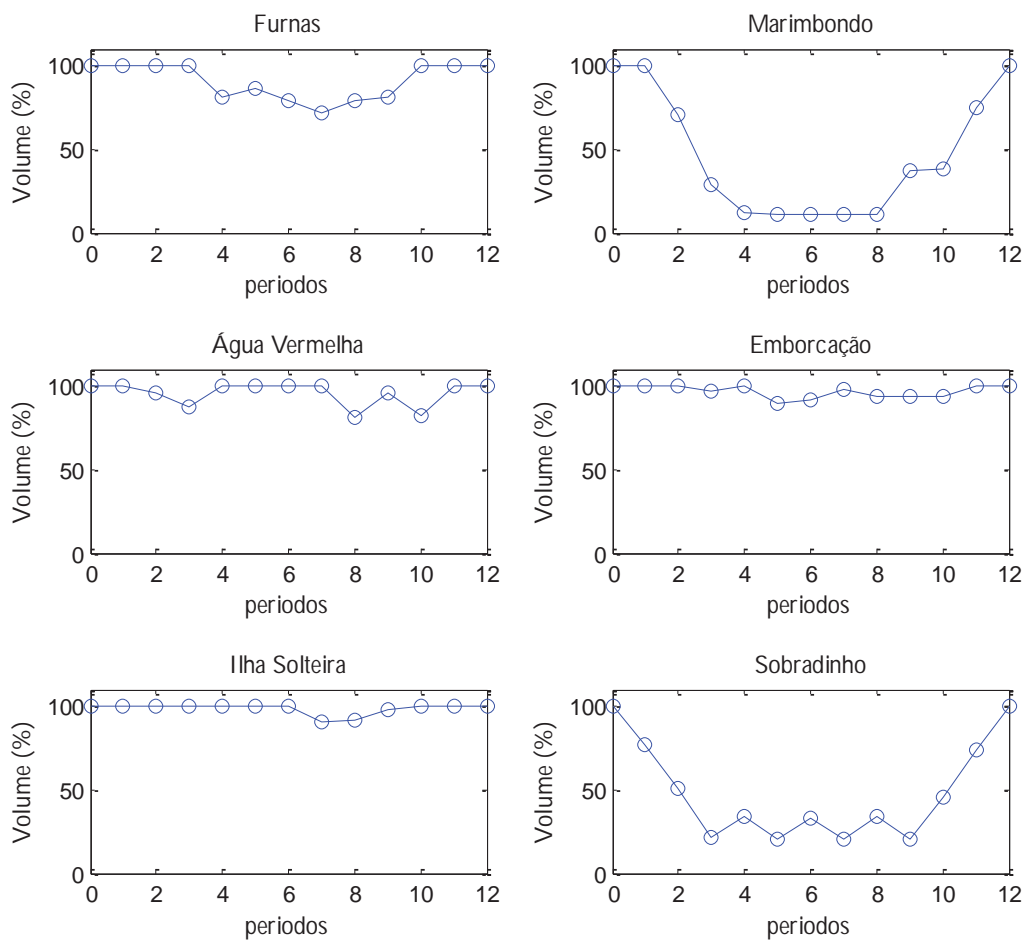 Furnas
Volume (%)
100
50
0
0 2 4 6 8 10 12
periodos
Marimbondo
Volume (%)
100
50
0
0 2 4 6 8 10 12
periodos
Água Vermelha
Volume (%)
100
50
0
0 2 4 6 8 10 12
periodos
Emborcação
Volume (%)
100
50
0
0 2 4 6 8 10 12
periodos
Ilha Solteira
Volume (%)
100
50
0
0 2 4 6 8 10 12
periodos
Sobradinho
Volume (%)
100
50
0
0 2 4 6 8 10 12
periodos